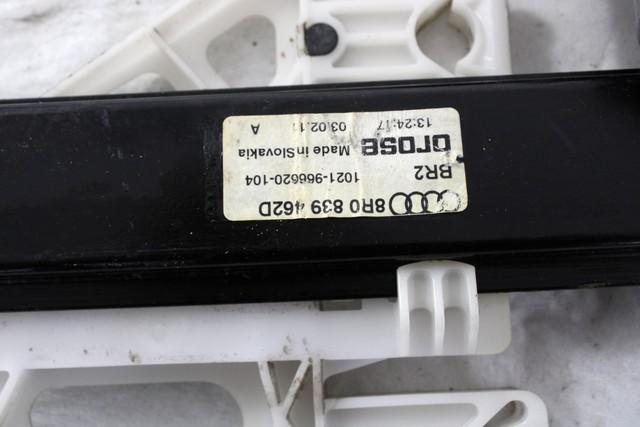 8R0 839 462D
BR2 1021-966620-104
brose Made in Slovakia
13:24:17 03.02.11 A